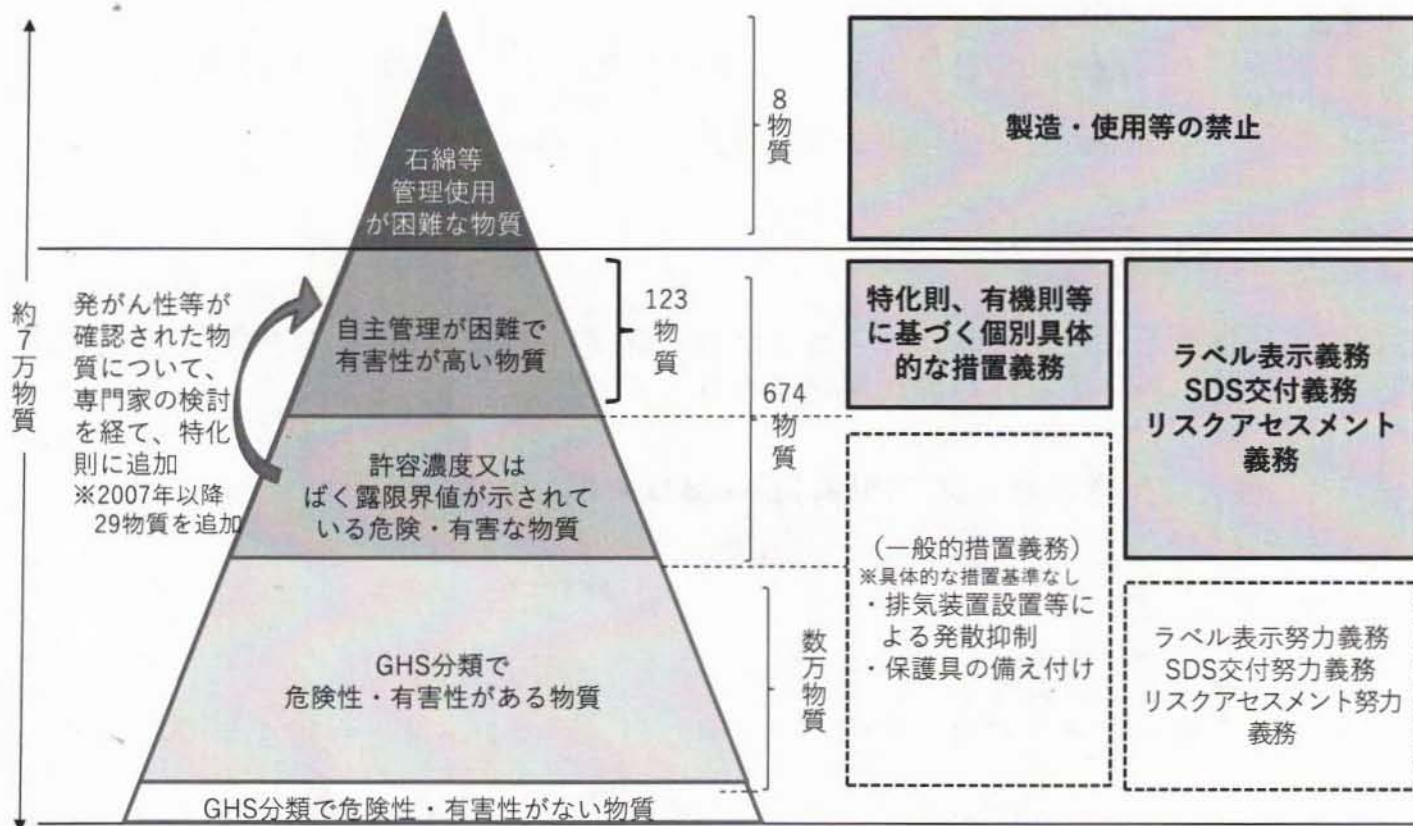 約7万物質
発がん性等が
確認された物
質について、
専門家の検討
を経て、特化
則に追加
※2007年以降
29物質を追加
石綿等
管理使用
が困難な物質
自主管理が困難で
有害性が高い物質
許容濃度又は
ばく露限界値が示されて
いる危険・有害な物質
GHS分類で
危険性・有害性がある物質
GHS分類で危険性・有害性がない物質
8物質
123
物質
674
物質
数万物質
製造・使用等の禁止
特化則、有機則等
に基づく個別具体
的な措置義務
ラベル表示義務
SDS交付義務
リスクアセスメント
義務
（一般的措置義務）
※具体的な措置基準なし
・排気装置設置等に
よる発散抑制
・保護具の備え付け
ラベル表示努力義務
SDS交付努力義務
リスクアセスメント努力
義務